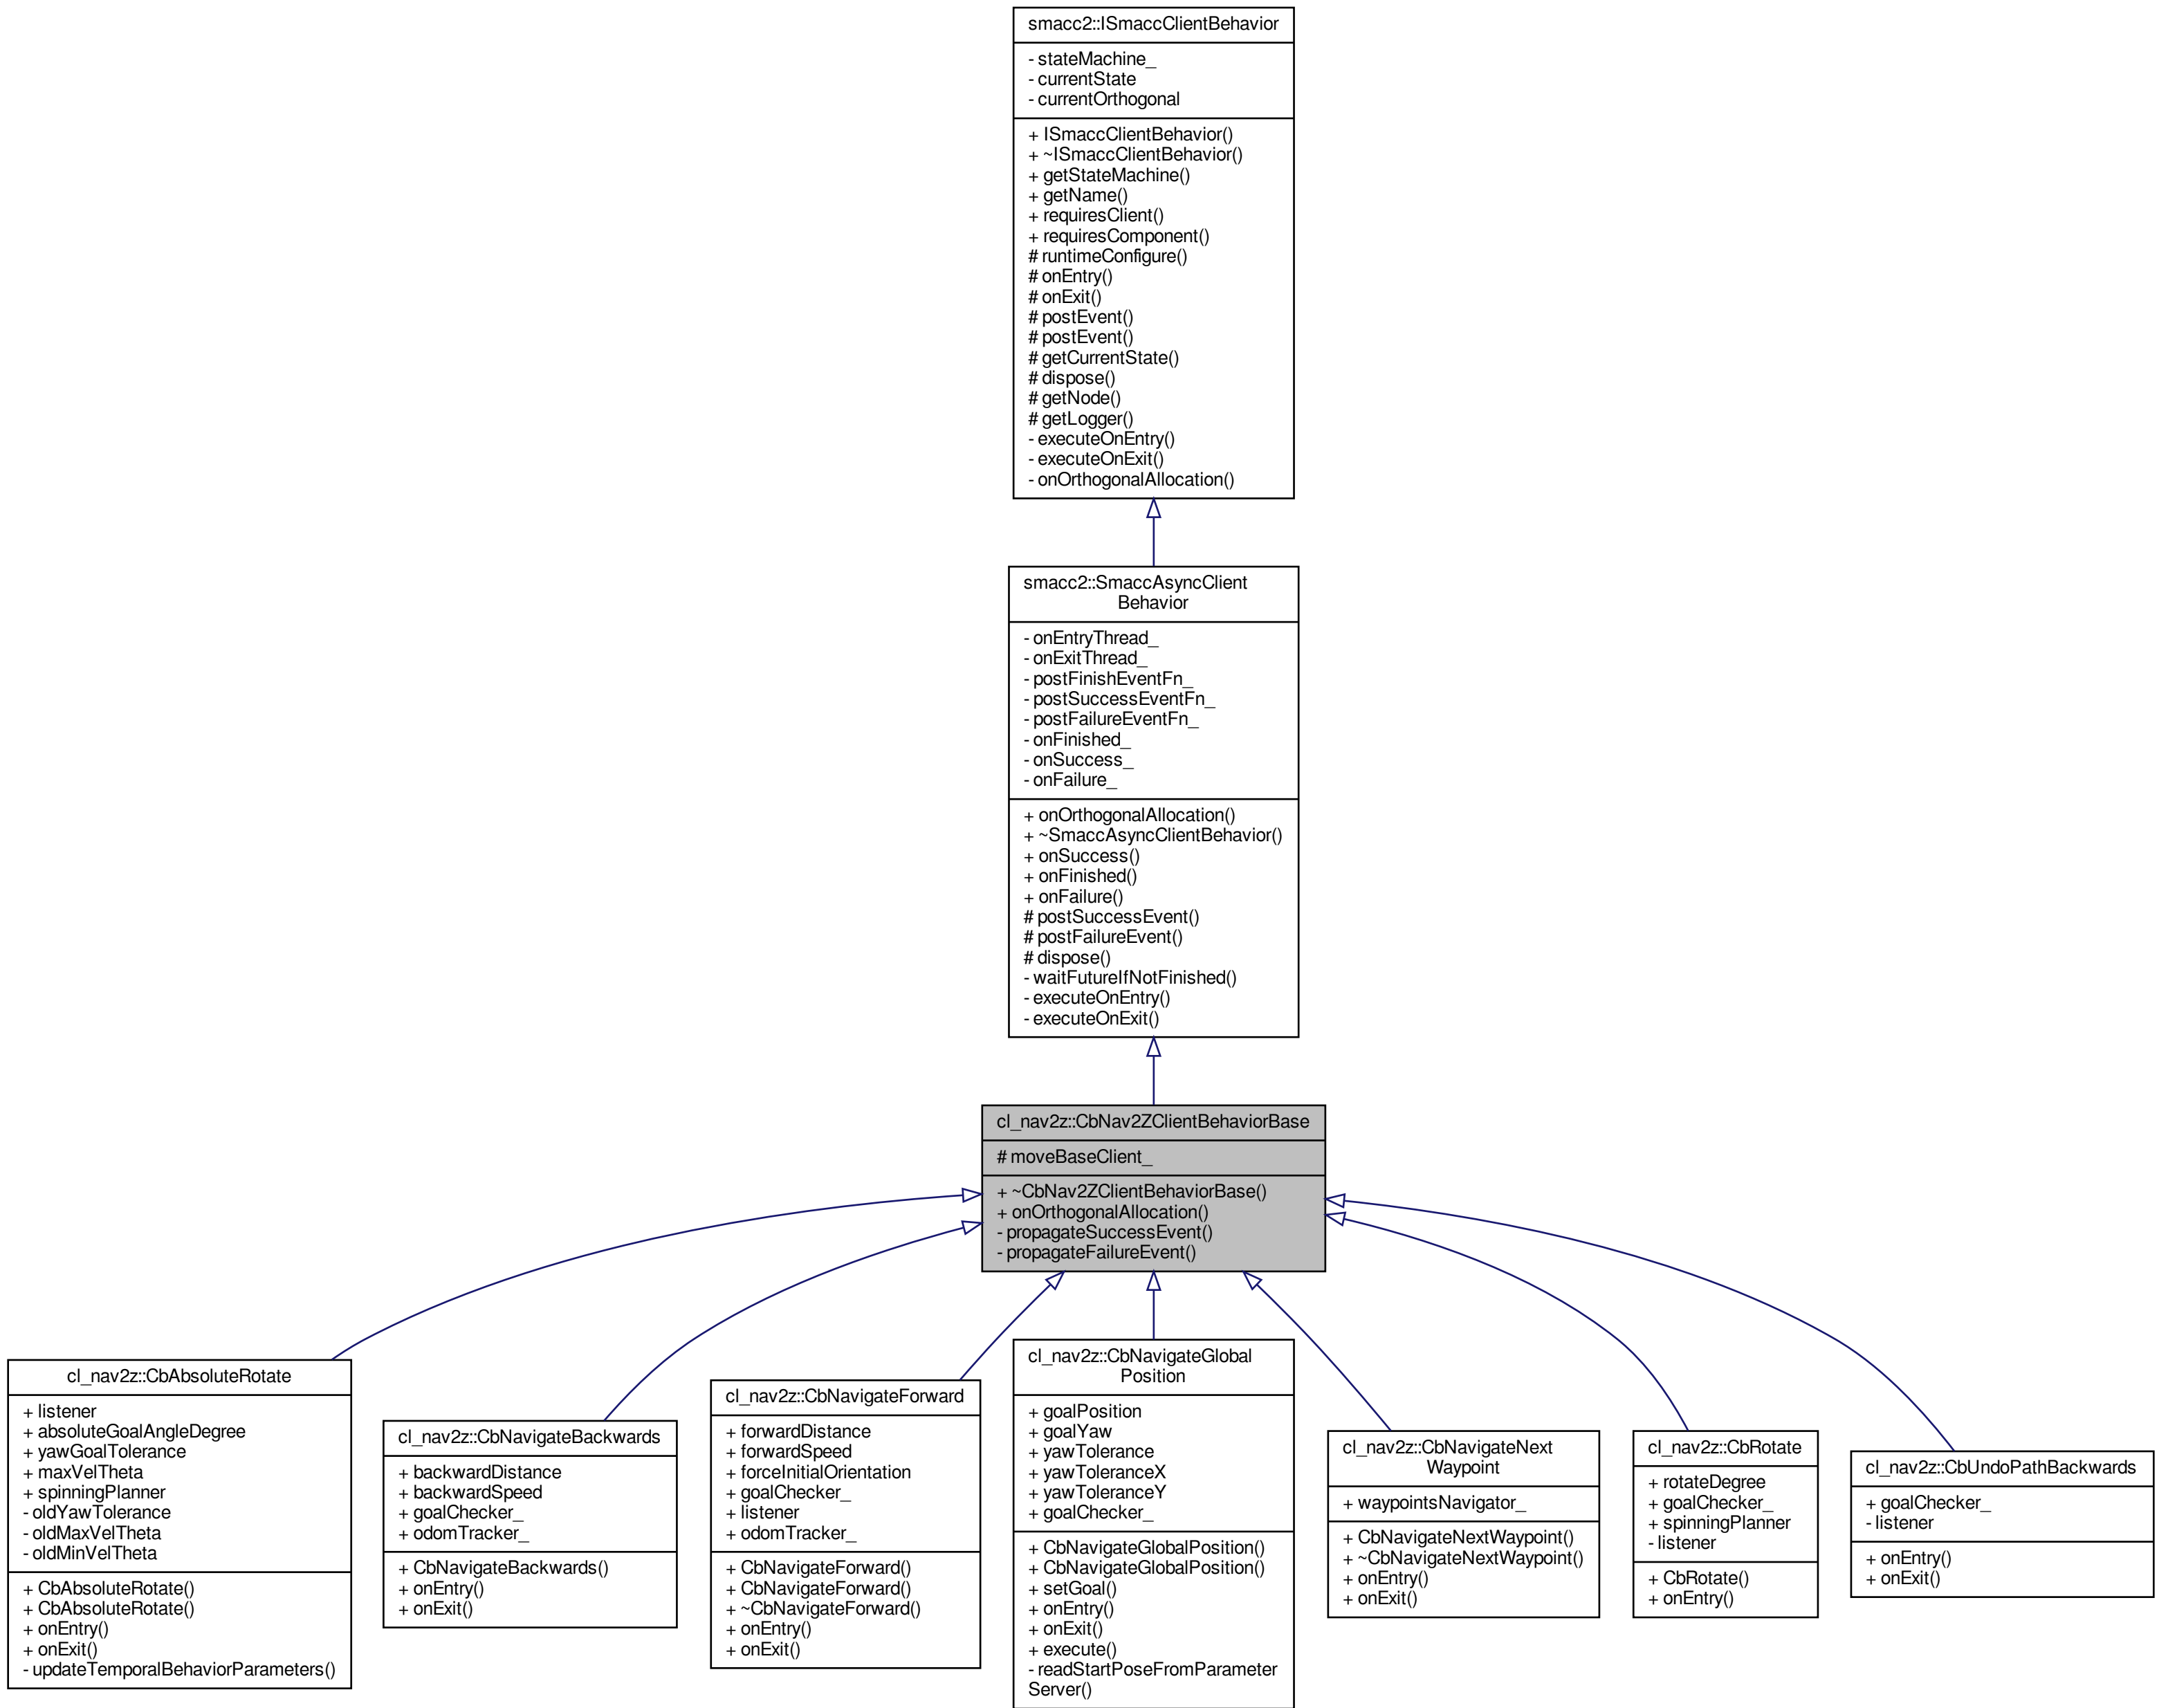 smacc2::ISmaccClientBehavior
- stateMachine_
- currentState
- currentOrthogonal
+ ISmaccClientBehavior()
+ ~ISmaccClientBehavior()
+ getStateMachine()
+ getName()
+ requiresClient()
+ requiresComponent()
# runtimeConfigure()
# onEntry()
# onExit()
# postEvent()
# postEvent()
# getCurrentState()
# dispose()
# getNode()
# getLogger()
- executeOnEntry()
- executeOnExit()
- onOrthogonalAllocation()
smacc2::SmaccAsyncClient
Behavior
- onEntryThread_
- onExitThread_
- postFinishEventFn_
- postSuccessEventFn_
- postFailureEventFn_
- onFinished_
- onSuccess_
- onFailure_
+ onOrthogonalAllocation()
+ ~SmaccAsyncClientBehavior()
+ onSuccess()
+ onFinished()
+ onFailure()
# postSuccessEvent()
# postFailureEvent()
# dispose()
- waitFutureIfNotFinished()
- executeOnEntry()
- executeOnExit()
cl_nav2z::CbNav2ZClientBehaviorBase
# moveBaseClient_
+ ~CbNav2ZClientBehaviorBase()
+ onOrthogonalAllocation()
- propagateSuccessEvent()
- propagateFailureEvent()
cl_nav2z::CbAbsoluteRotate
+ listener
+ absoluteGoalAngleDegree
+ yawGoalTolerance
+ maxVelTheta
+ spinningPlanner
- oldYawTolerance
- oldMaxVelTheta
- oldMinVelTheta
+ CbAbsoluteRotate()
+ CbAbsoluteRotate()
+ onEntry()
+ onExit()
- updateTemporalBehaviorParameters()
cl_nav2z::CbNavigateBackwards
+ backwardDistance
+ backwardSpeed
+ goalChecker_
+ odomTracker_
+ CbNavigateBackwards()
+ onEntry()
+ onExit()
cl_nav2z::CbNavigateForward
+ forwardDistance
+ forwardSpeed
+ forceInitialOrientation
+ goalChecker_
+ listener
+ odomTracker_
+ CbNavigateForward()
+ CbNavigateForward()
+ ~CbNavigateForward()
+ onEntry()
+ onExit()
cl_nav2z::CbNavigateGlobal
Position
+ goalPosition
+ goalYaw
+ yawTolerance
+ yawToleranceX
+ yawToleranceY
+ goalChecker_
+ CbNavigateGlobalPosition()
+ CbNavigateGlobalPosition()
+ setGoal()
+ onEntry()
+ onExit()
+ execute()
- readStartPoseFromParameter
Server()
cl_nav2z::CbNavigateNext
Waypoint
+ waypointsNavigator_
+ CbNavigateNextWaypoint()
+ ~CbNavigateNextWaypoint()
+ onEntry()
+ onExit()
cl_nav2z::CbRotate
+ rotateDegree
+ goalChecker_
+ spinningPlanner
- listener
+ CbRotate()
+ onEntry()
cl_nav2z::CbUndoPathBackwards
+ goalChecker_
- listener
+ onEntry()
+ onExit()